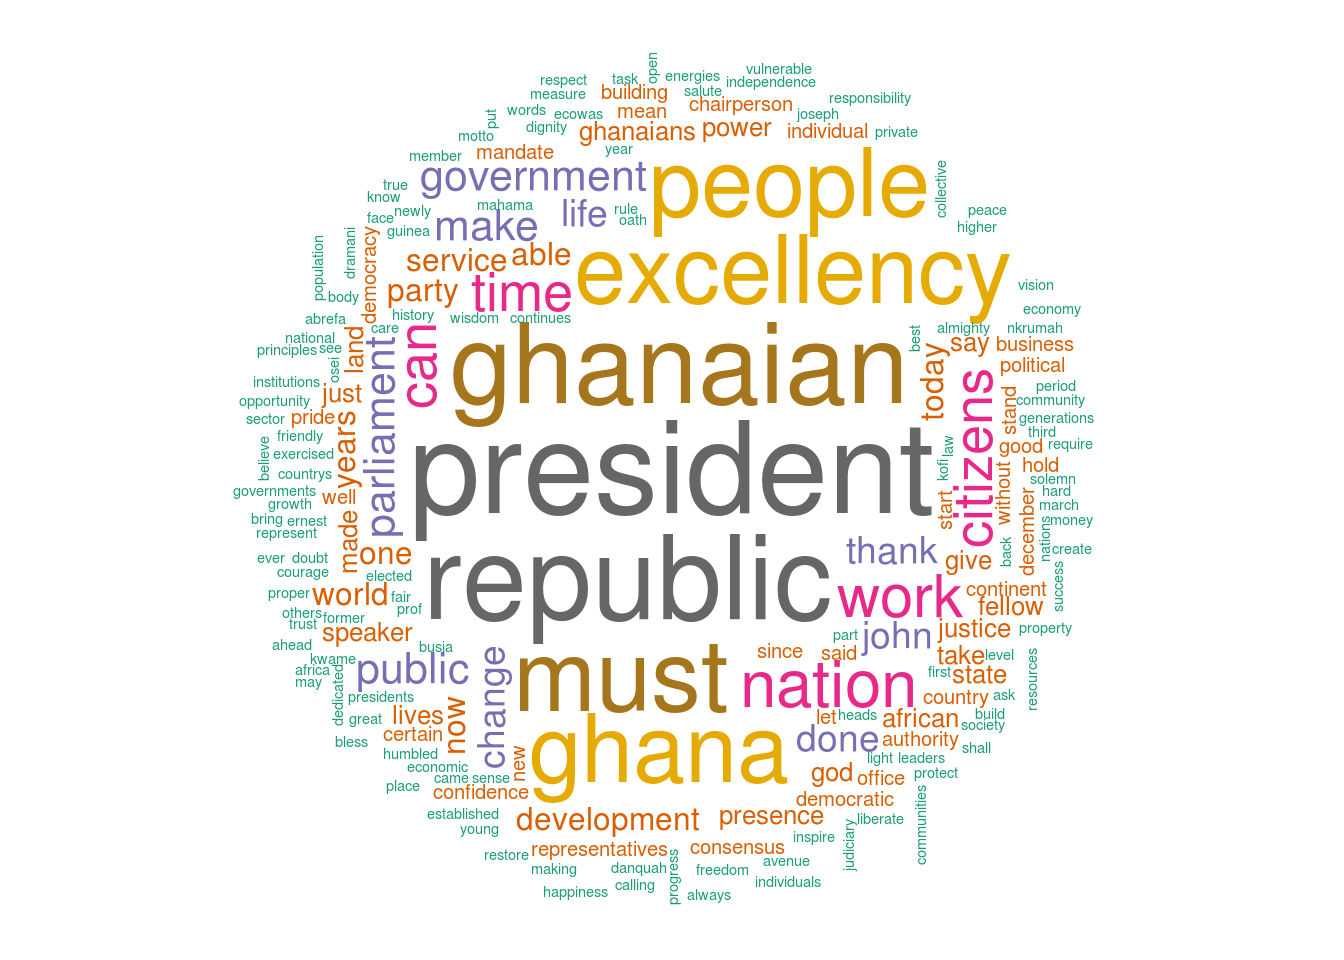 open
vulnerable
respect
task
energies
independence
measure
building
salute
responsibility
words
ecowas
mean
chairperson
joseph
put
dignity
ghanaians
power
individual
private
motto
member
mandate
year
government
people
collective
true
know
mahama
life
rule
oath
peace
face
newly
guinea
make
higher
population
dramani
democracy
service
able
excellency
vision
body
party
time
economy
abrefa
history
wisdom
continues
best
almighty
nkrumah
national
care
can
ghanaian
say
business
principles
see
land
parliament
today
political
institutions
osei
just
citizens
period
opportunity
community
stand
sector
pride
years
generations
friendly
president
third
believe
exercised
law
good
require
countrys
kofi
hold
governments
well
without
solemn
growth
start
december
hard
march
bring
ernest
made
nations
money
represent
one
republic
thank
back
create
ever
doubt
give
courage
elected
success
proper
world
fair
work
continent
others
former
prof
fellow
trust
speaker
john
justice
property
ahead
busia
part
kwame
public
change
must
since
said
take
level
africa
nation
first
state
resources
may
dedicated
presidents
country
ask
great
lives
now
ghana
let
heads
african
build
society
bless
certain
done
authority
shall
humbled
light
leaders
economic
came
sense
new
god
office
protect
place
confidence
democratic
communities
established
development
presence
liberate
young
inspire
judiciary
restore
representatives
consensus
making
danquah
progress
freedom
avenue
happiness
calling
always
individuals